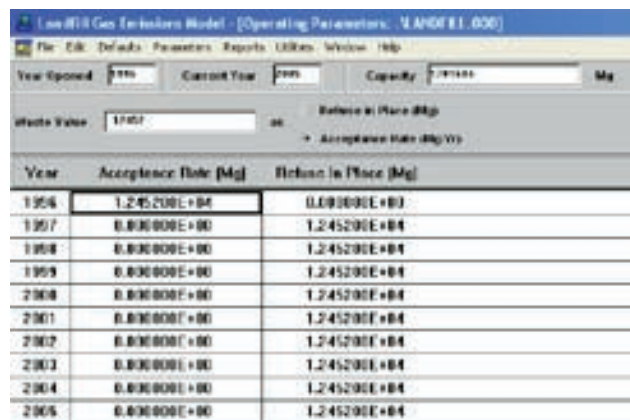 Landfill Gas Emissions Model - [Operating Parameters:
File Edit Defaults Parameters Reports Utilities Window Help
Year Opened 1996 Current Year 2005 Capacity Mg
Waste Value as Refuse in Place (Mg)
Acceptance Rate (Mg/Yr)
Year Acceptance Rate (Mg) Refuse In Place (Mg)
1996 1.245200E+04 0.000000E+00
1997 0.000000E+00 1.245200E+04
1998 0.000000E+00 1.245200E+04
1999 0.000000E+00 1.245200E+04
2000 0.000000E+00 1.245200E+04
2001 0.000000E+00 1.245200E+04
2002 0.000000E+00 1.245200E+04
2003 0.000000E+00 1.245200E+04
2004 0.000000E+00 1.245200E+04
2005 0.000000E+00 1.245200E+04